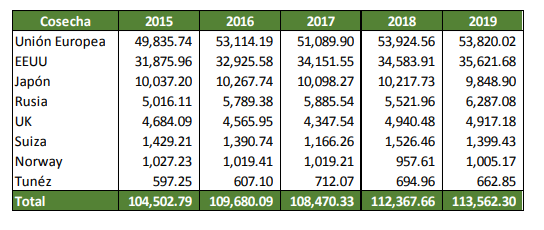 Cosecha 2015 2016 2017 2018 2019
Unión Europea 49,835.74 53,114.19 51,089.90 53,924.56 53,820.02
EEUU 31,875.96 32,925.58 34,151.55 34,583.91 35,621.68
Japón 10,037.20 10,267.74 10,098.27 10,217.73 9,848.90
Rusia 5,016.11 5,789.38 5,885.54 5,521.96 6,287.08
UK 4,684.09 4,565.95 4,347.54 4,940.48 4,917.18
Suiza 1,429.21 1,390.74 1,166.26 1,526.46 1,399.43
Norway 1,027.23 1,019.41 1,019.21 957.61 1,005.17
Tunéz 597.25 607.10 712.07 694.96 662.85
Total 104,502.79 109,680.09 108,470.33 112,367.66 113,562.30